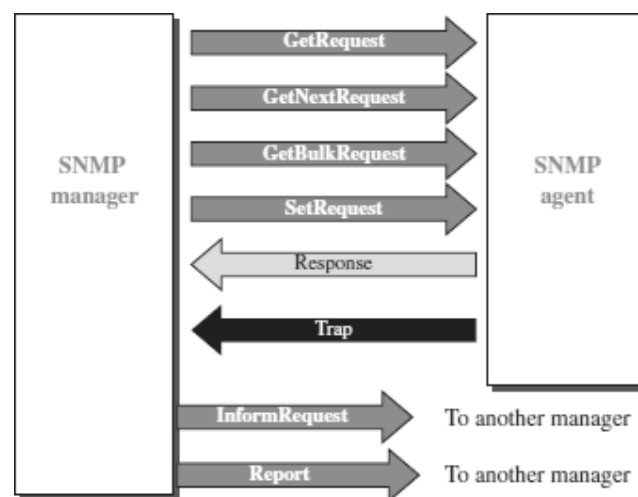 GetRequest
GetNextRequest
GetBulkRequest
SNMP
manager
SNMP
agent
SetRequest
Response
Trap
InformRequest
To another manager
Report
To another manager